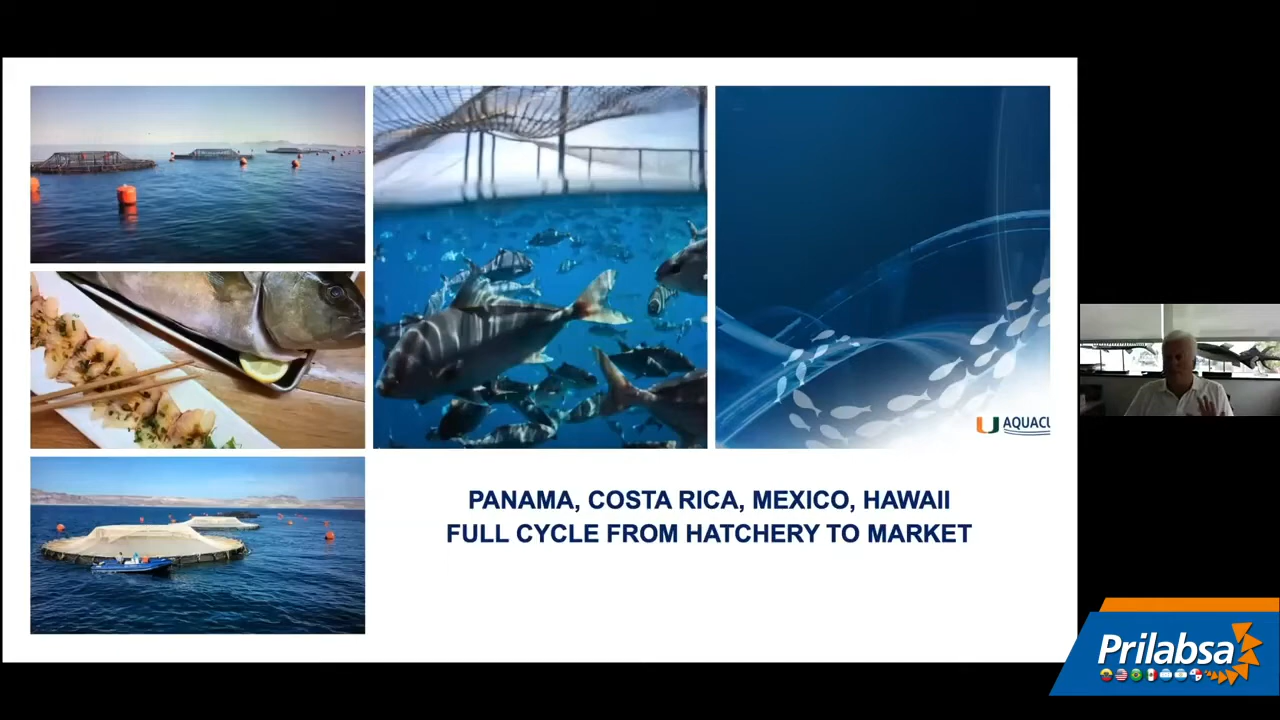 AQUACU
PANAMA, COSTA RICA, MEXICO, HAWAII
FULL CYCLE FROM HATCHERY TO MARKET
Prilabsa